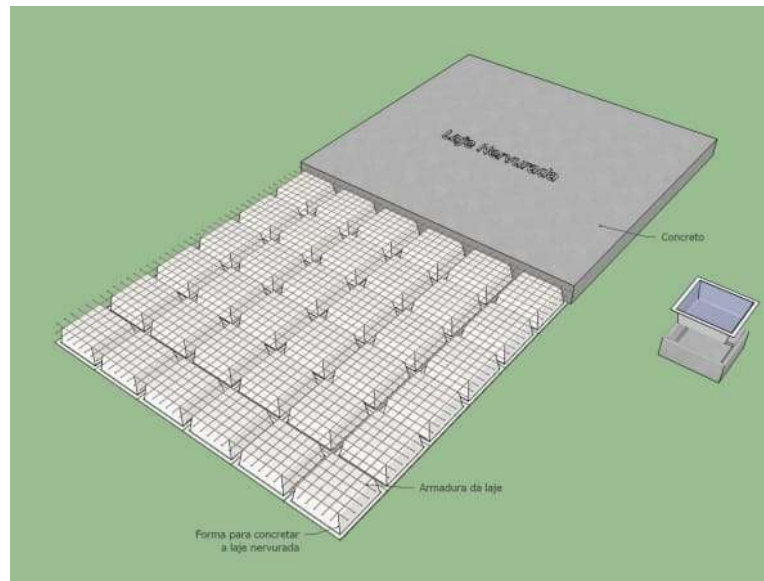 Laje Nervurada
Concreto
Armadura da laje
Forma para concretar
a laje nervurada